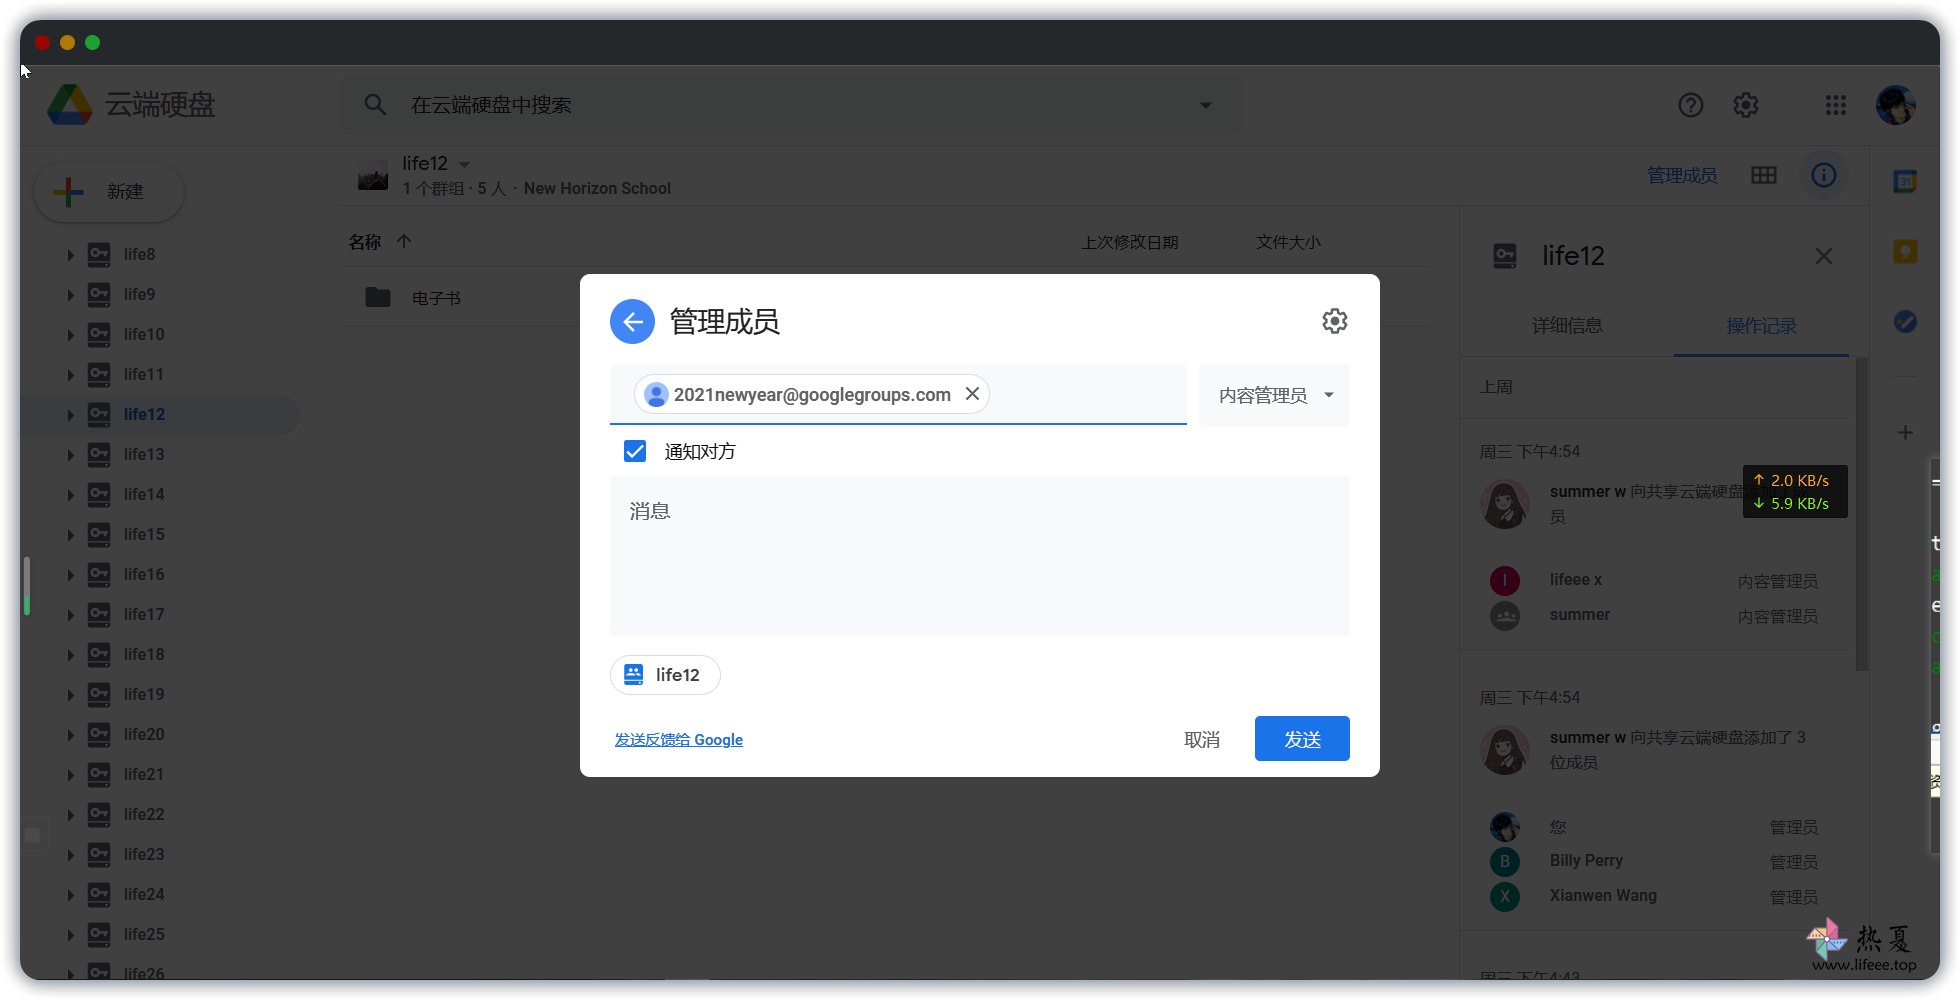 云端硬盘
在云端硬盘中搜索
新建
life12
1 个群组 · 5 人 · New Horizon School
管理成员
31
名称
上次修改日期
文件大小
life8
life9
life10
life11
life12
life13
life14
life15
life16
life17
life18
life19
life20
life21
life22
life23
life24
life25
life26
电子书
管理成员
2021newyear@googlegroups.com
内容管理员
通知对方
消息
life12
发送反馈给 Google
取消
发送
life12
详细信息
操作记录
上周
周三 下午4:54
summer w 向共享云端硬盘添加了
员
2.0 KB/s
5.9 KB/s
lifeee x
内容管理员
summer
内容管理员
周三 下午4:54
summer w 向共享云端硬盘添加了 3
位成员
您
管理员
B
Billy Perry
管理员
X
Xianwen Wang
管理员
周三 下午4:43
热夏
www.lifeee.top